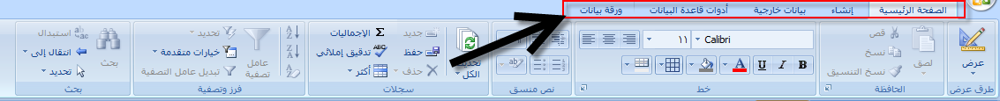 الصفحة الرئيسية إنشاء بيانات خارجية أدوات قاعدة البيانات ورقة بيانات
عرض
طرق عرض
لصق
قص
نسخ
نسخ التنسيق
الحافظة
Calibri ١١
B I U A
خط
نص منسق
تحديث الكل
جديد
حفظ
حذف
الإجماليات
تدقيق إملائي
أكثر
سجلات
عامل تصفية
تحديد
خيارات متقدمة
تبديل عامل التصفية
فرز وتصفية
بحث
استبدال
انتقال إلى
تحديد
بحث